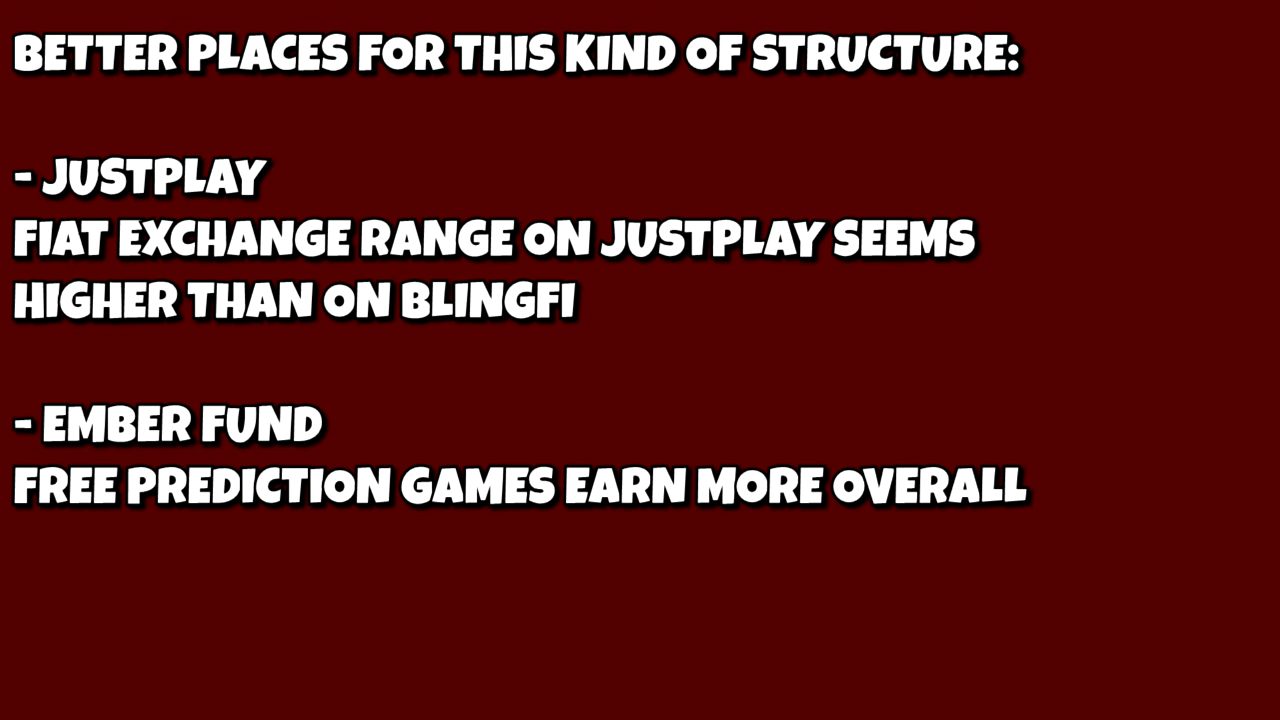 BETTER PLACES FOR THIS KIND OF STRUCTURE:
- JUSTPLAY
FIAT EXCHANGE RANGE ON JUSTPLAY SEEMS
HIGHER THAN ON BLINGFI
- EMBER FUND
FREE PREDICTION GAMES EARN MORE OVERALL